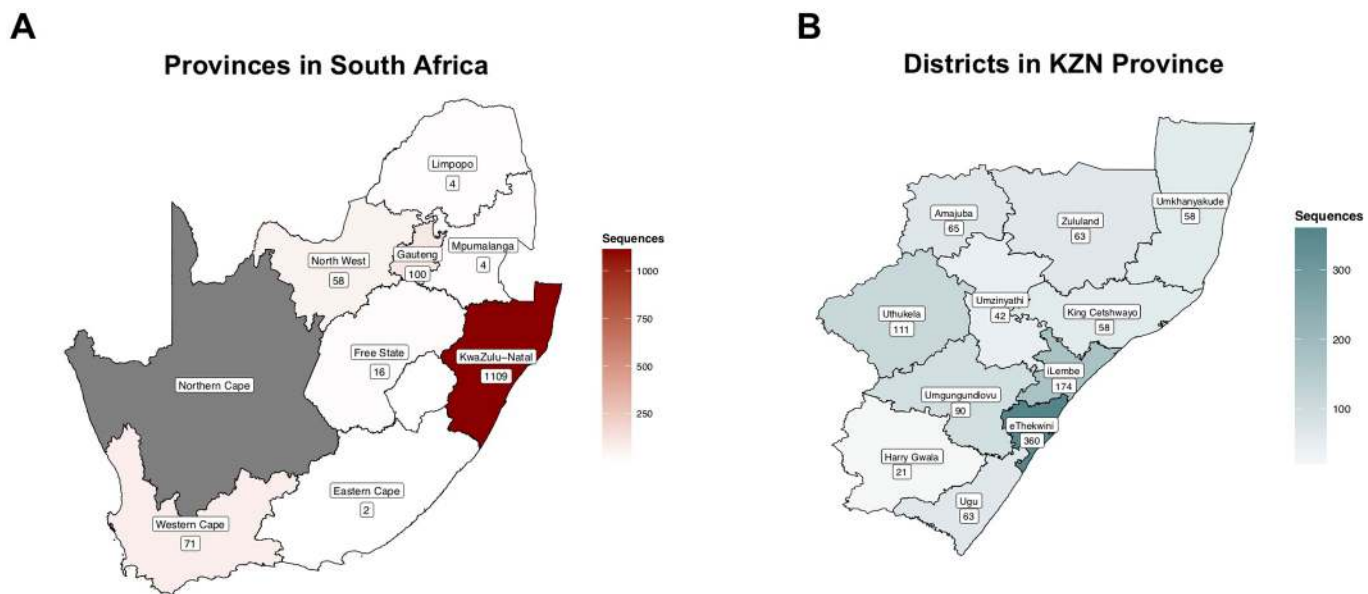 A
Provinces in South Africa
Limpopo
4
North West
58
Gauteng
100
Mpumalanga
4
Free State
16
KwaZulu-Natal
1109
Northern Cape
Eastern Cape
2
Western Cape
71
Sequences
1000
750
500
250
B
Districts in KZN Province
Amajuba
65
Zululand
63
Umkhanyakude
58
Uthukela
111
Umzinyathi
42
King Cetshwayo
58
iLembe
174
Umgungundlovu
90
eThekwini
360
Harry Gwala
21
Ugu
63
Sequences
300
200
100